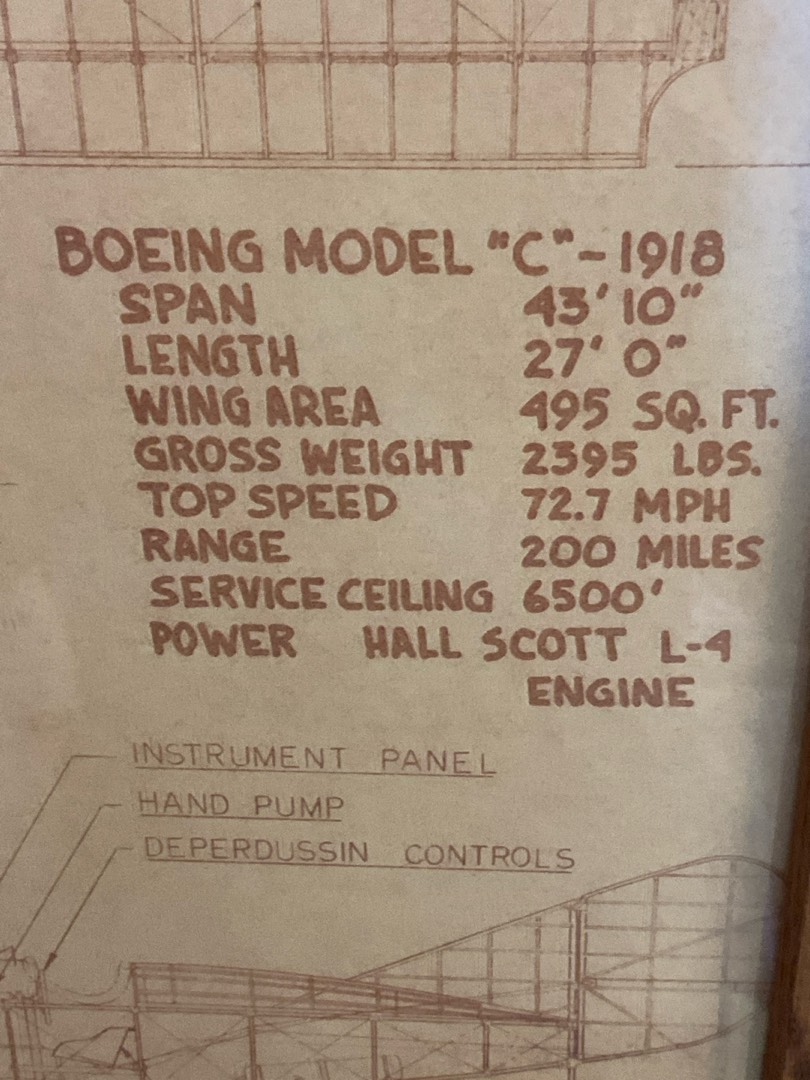 BOEING MODEL "C"-1918
SPAN 43' 10"
LENGTH 27' 0"
WING AREA 495 SQ. FT.
GROSS WEIGHT 2395 LBS.
TOP SPEED 72.7 MPH
RANGE 200 MILES
SERVICE CEILING 6500'
POWER HALL SCOTT L-4
ENGINE
INSTRUMENT PANEL
HAND PUMP
DEPERDUSSIN CONTROLS